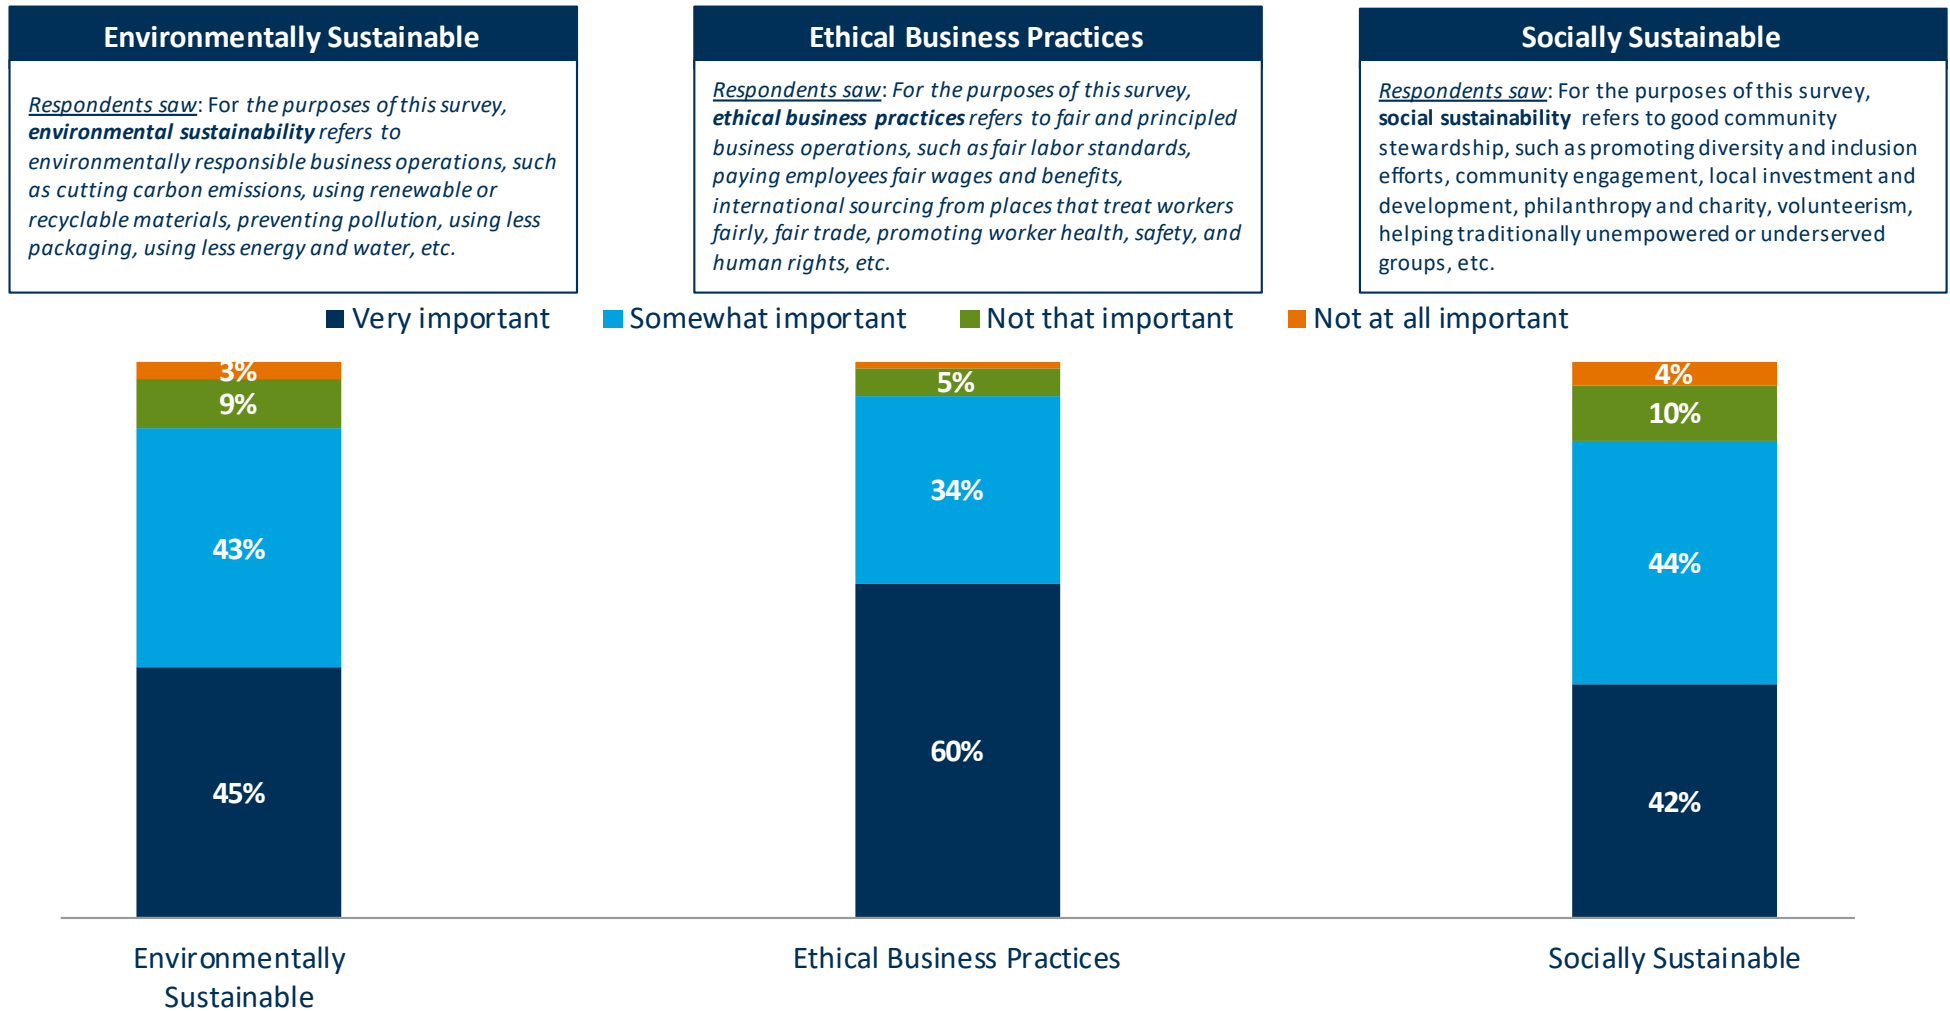 Environmentally Sustainable
Respondents saw: For the purposes of this survey,
environmental sustainability refers to
environmentally responsible business operations, such
as cutting carbon emissions, using renewable or
recyclable materials, preventing pollution, using less
packaging, using less energy and water, etc.
Ethical Business Practices
Respondents saw: For the purposes of this survey,
ethical business practices refers to fair and principled
business operations, such as fair labor standards,
paying employees fair wages and benefits,
international sourcing from places that treat workers
fairly, fair trade, promoting worker health, safety, and
human rights, etc.
Socially Sustainable
Respondents saw: For the purposes of this survey,
social sustainability refers to good community
stewardship, such as promoting diversity and inclusion
efforts, community engagement, local investment and
development, philanthropy and charity, volunteerism,
helping traditionally unempowered or underserved
groups, etc.
Very important
Somewhat important
Not that important
Not at all important
3%
9%
43%
45%
5%
34%
60%
4%
10%
44%
42%
Environmentally
Sustainable
Ethical Business Practices
Socially Sustainable